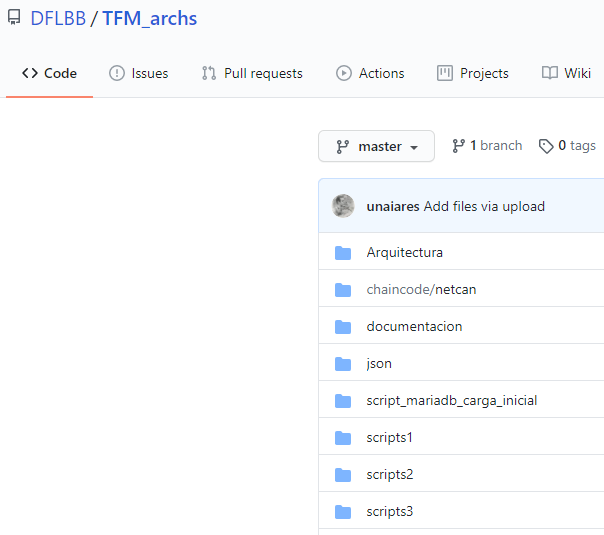 DFLBB / TFM_archs
Code Issues Pull requests Actions Projects Wiki
master 1 branch 0 tags
unaiares Add files via upload
Arquitectura
chaincode/netcan
documentacion
json
script_mariadb_carga_inicial
scripts1
scripts2
scripts3